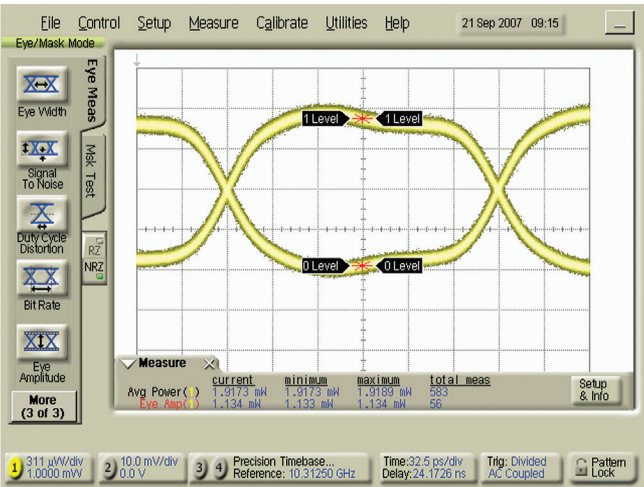 File Control Setup Measure Calibrate Utilities Help 21 Sep 2007 09:15
Eye/Mask Mode
Eye Meas
Msk Test
Eye Width
Signal
To Noise
Duty Cycle
Distortion
RZ
NRZ
Bit Rate
Eye
Amplitude
More
(3 of 3)
1 Level 1 Level
0 Level 0 Level
Measure
current minimum maximum total meas
Avg Power(1) 1.9173 mW 1.9173 mW 1.9189 mW 583
Eye Amp(1) 1.134 mW 1.133 mW 1.134 mW 56
Setup
& Info
1 311 µW/div
1.0000 mW
2 10.0 mV/div
0.0 V
3 4
Precision Timebase...
Reference: 10.31250 GHz
Time:32.5 ps/div
Delay:24.1726 ns
Trig: Divided
AC Coupled
Pattern
Lock